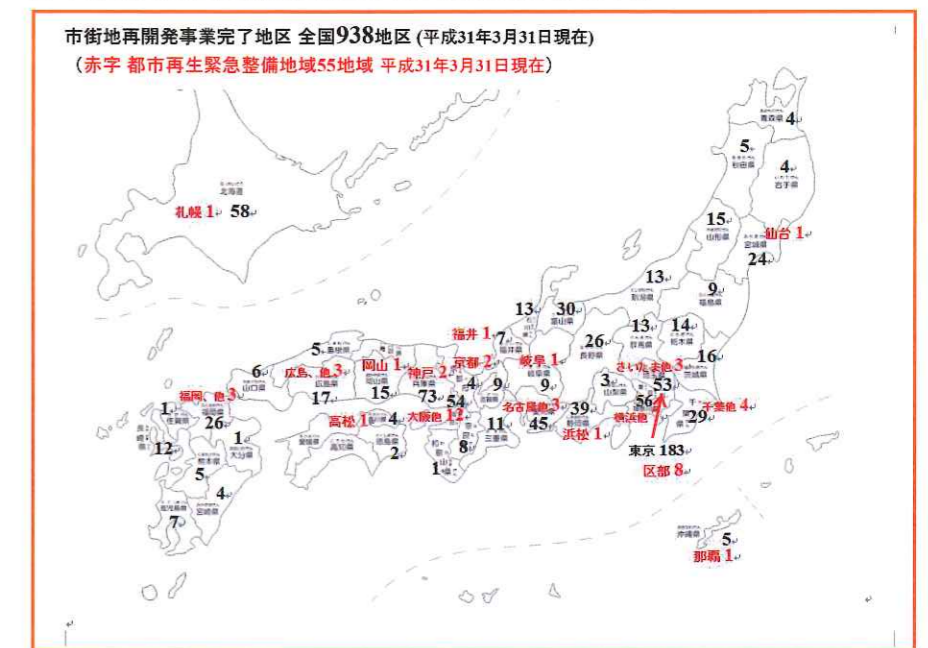 市街地再開発事業完了地区 全国938地区 (平成31年3月31日現在)
（赤字 都市再生緊急整備地域55地域 平成31年3月31日現在）
青森県 4
5
秋田県
4
岩手県
北海道
札幌 1 58
15
山形県
仙台 1
宮城県
24
13
新潟県
9
福島県
13
30
富山県
福井 1
7
福井県
26
長野県
13
群馬県
14
栃木県
16
茨城県
5
島根県
6
山口県
広島、他 3
広島県
17
岡山 1
岡山県
15
神戸 2
兵庫県
73
京都 2
4
54
9
岐阜 1
岐阜県
9
さいたま他 3
53
3
山梨県
56
横浜他
千葉他 4
29
福岡、他 3
福岡県
26
1
佐賀県
長崎県
12
1
大分県
熊本県
5
4
宮崎県
鹿児島県
7
高松 1
4
愛媛県
高知県
徳島県
2
大阪他
奈良県
8
和歌山県
1
11
三重県
名古屋他 3
45
39
静岡県
浜松 1
東京 183
区部 8
沖縄県
5
那覇 1